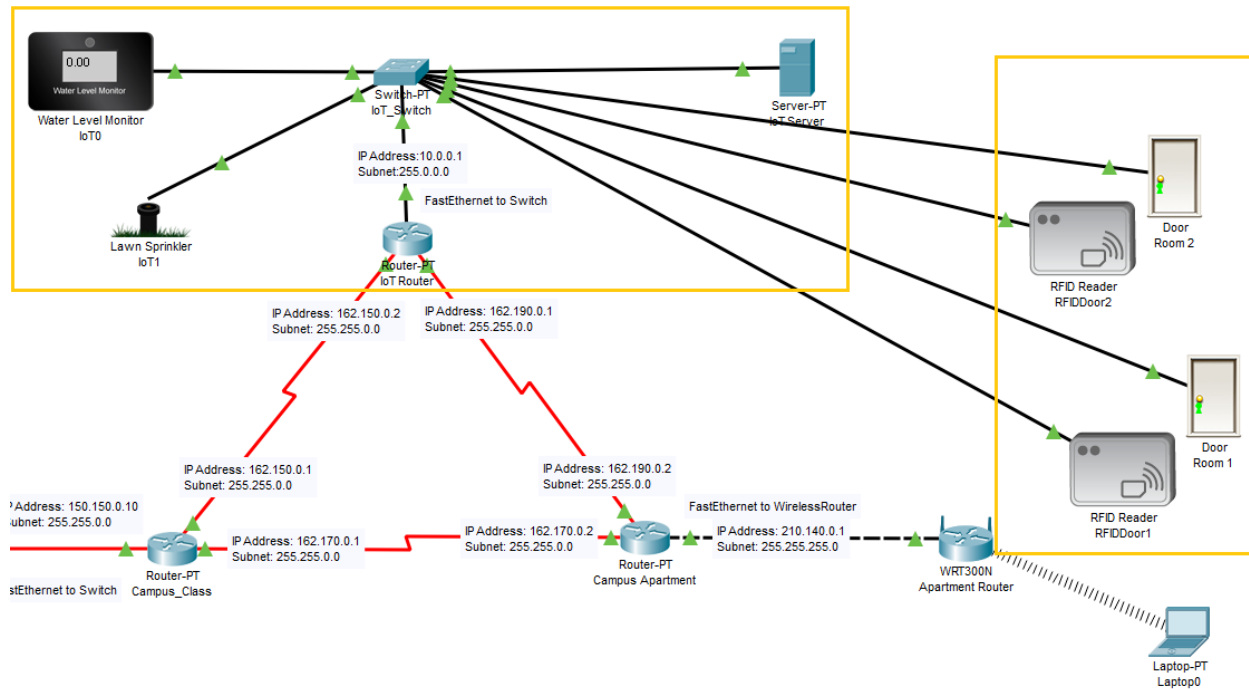 0.00
Water Level Monitor
Water Level Monitor
IoT0
Switch-PT
IoT_Switch
Server-PT
IoT Server
IP Address:10.0.0.1
Subnet:255.0.0.0
FastEthernet to Switch
Lawn Sprinkler
IoT1
Router-PT
IoT Router
Door
Room 2
RFID Reader
RFIDDoor2
IP Address: 162.150.0.2
Subnet: 255.255.0.0
IP Address: 162.190.0.1
Subnet: 255.255.0.0
Door
Room 1
RFID Reader
RFIDDoor1
IP Address: 162.150.0.1
Subnet: 255.255.0.0
IP Address: 162.190.0.2
Subnet: 255.255.0.0
FastEthernet to WirelessRouter
P Address: 150.150.0.10
Subnet: 255.255.0.0
IP Address: 162.170.0.1
Subnet: 255.255.0.0
IP Address: 162.170.0.2
Subnet: 255.255.0.0
IP Address: 210.140.0.1
Subnet: 255.255.255.0
Router-PT
Campus_Class
Router-PT
Campus Apartment
WRT300N
Apartment Router
stEthernet to Switch
Laptop-PT
Laptop0